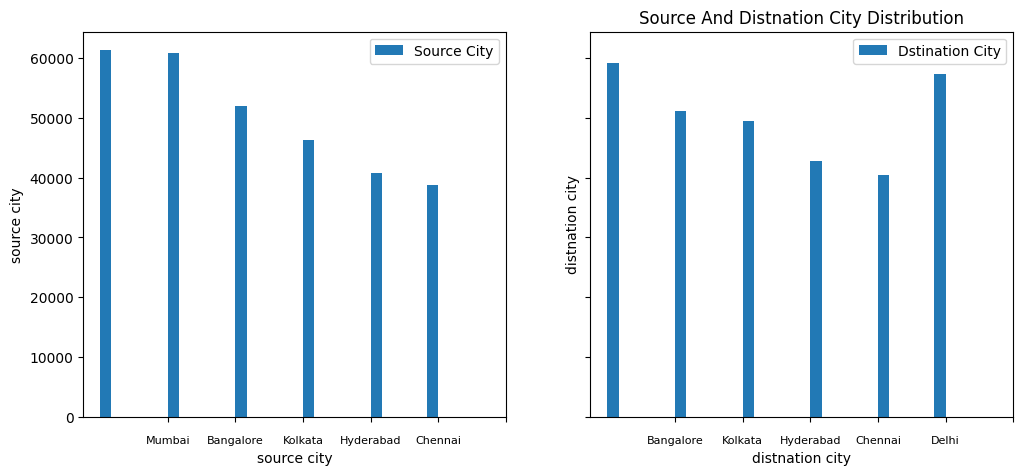 Source City
60000
50000
40000
30000
20000
10000
0
source city
Mumbai Bangalore Kolkata Hyderabad Chennai
source city
Source And Distnation City Distribution
Dstination City
distnation city
Bangalore Kolkata Hyderabad Chennai Delhi
distnation city